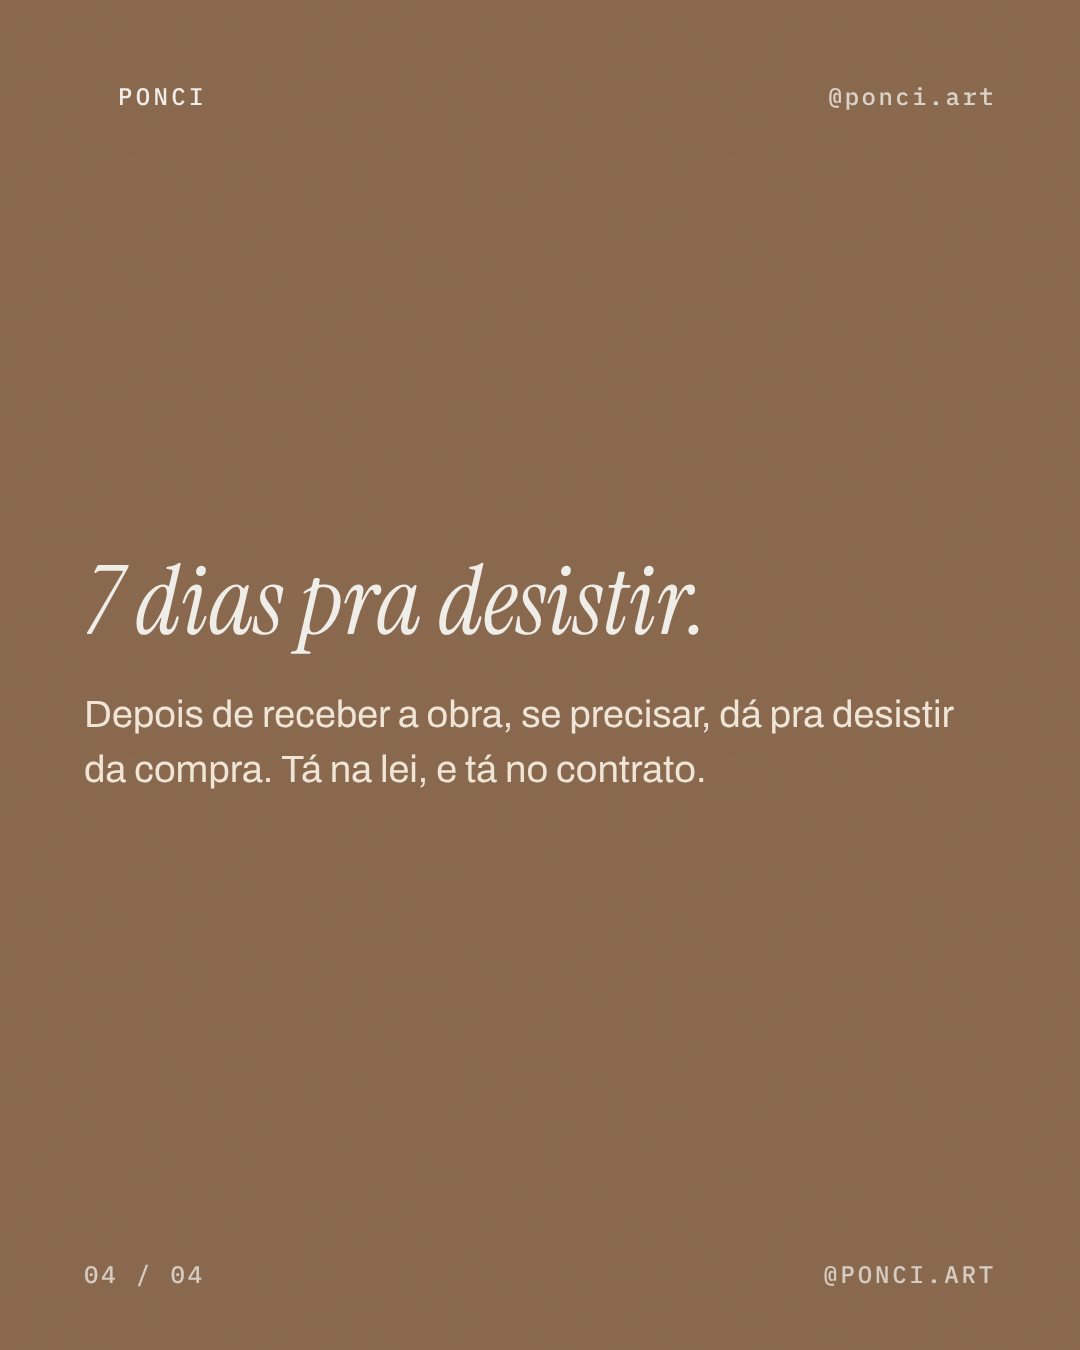 PONCI
@ponci.art
7 dias pra desistir.
Depois de receber a obra, se precisar, dá pra desistir
da compra. Tá na lei, e tá no contrato.
04 / 04
@PONCI.ART